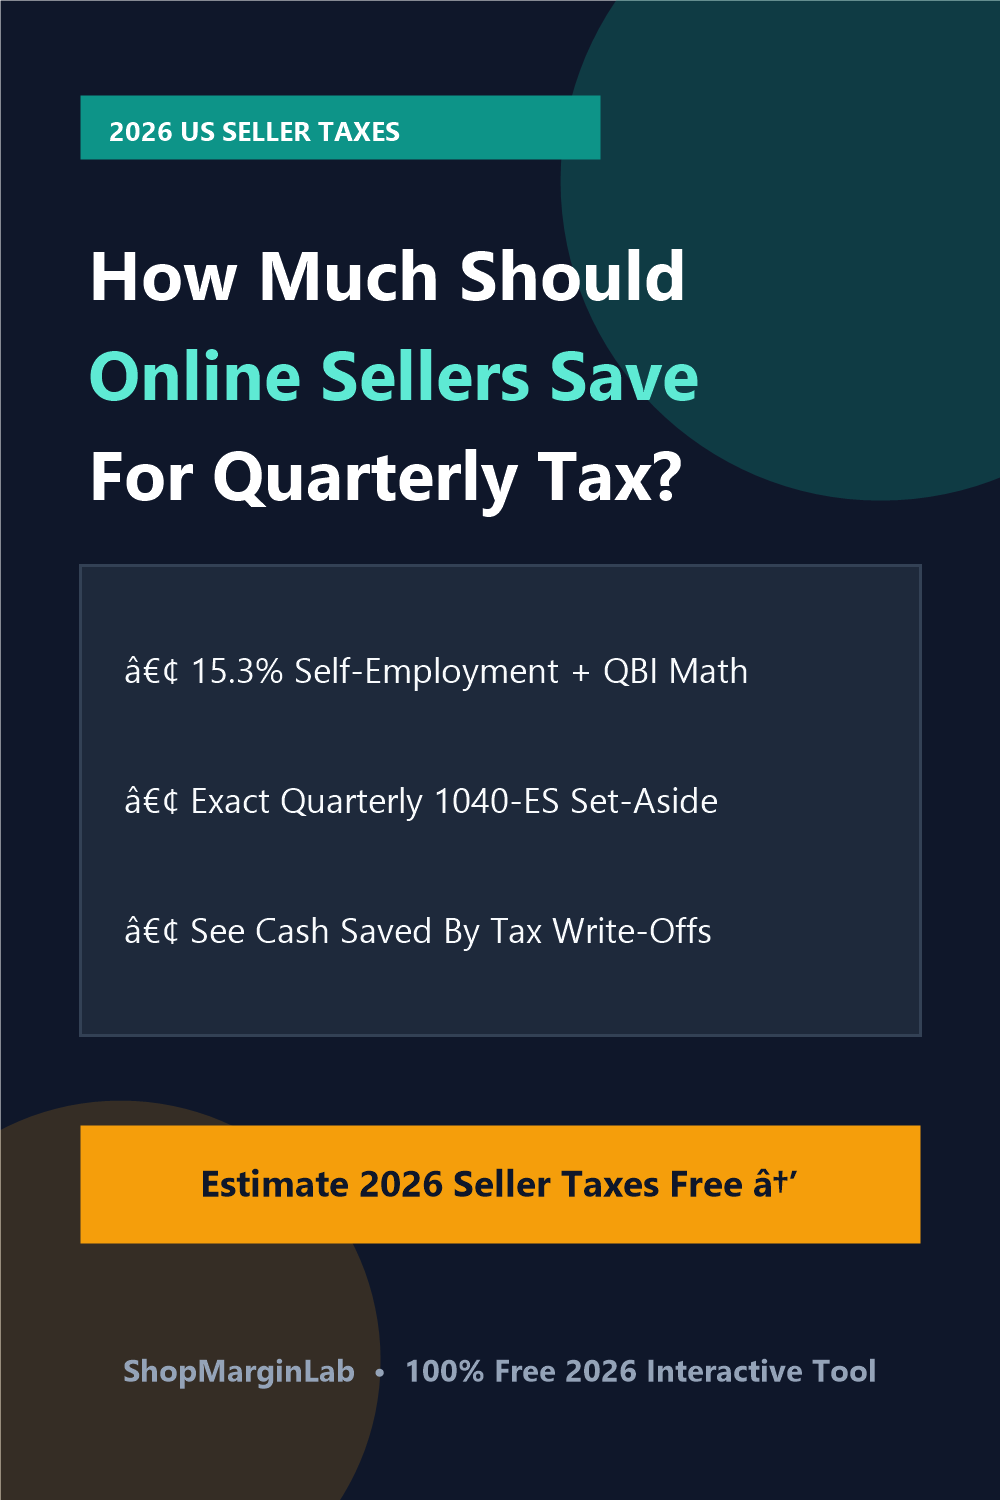 2026 US SELLER TAXES
How Much Should
Online Sellers Save
For Quarterly Tax?
â€¢ 15.3% Self-Employment + QBI Math
â€¢ Exact Quarterly 1040-ES Set-Aside
â€¢ See Cash Saved By Tax Write-Offs
Estimate 2026 Seller Taxes Free â†’
ShopMarginLab • 100% Free 2026 Interactive Tool